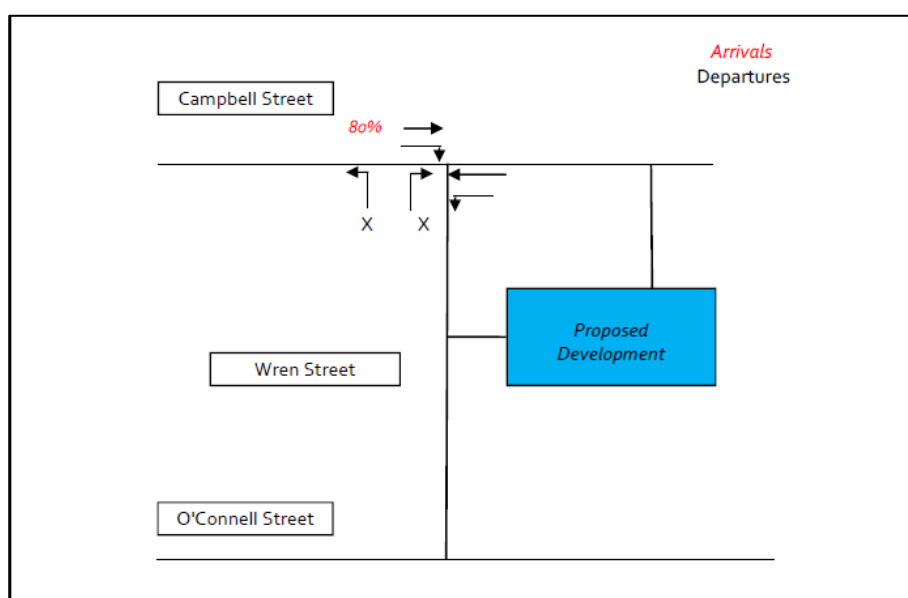 Arrivals
Departures
Campbell Street
80%
X X
Proposed
Development
Wren Street
O'Connell Street